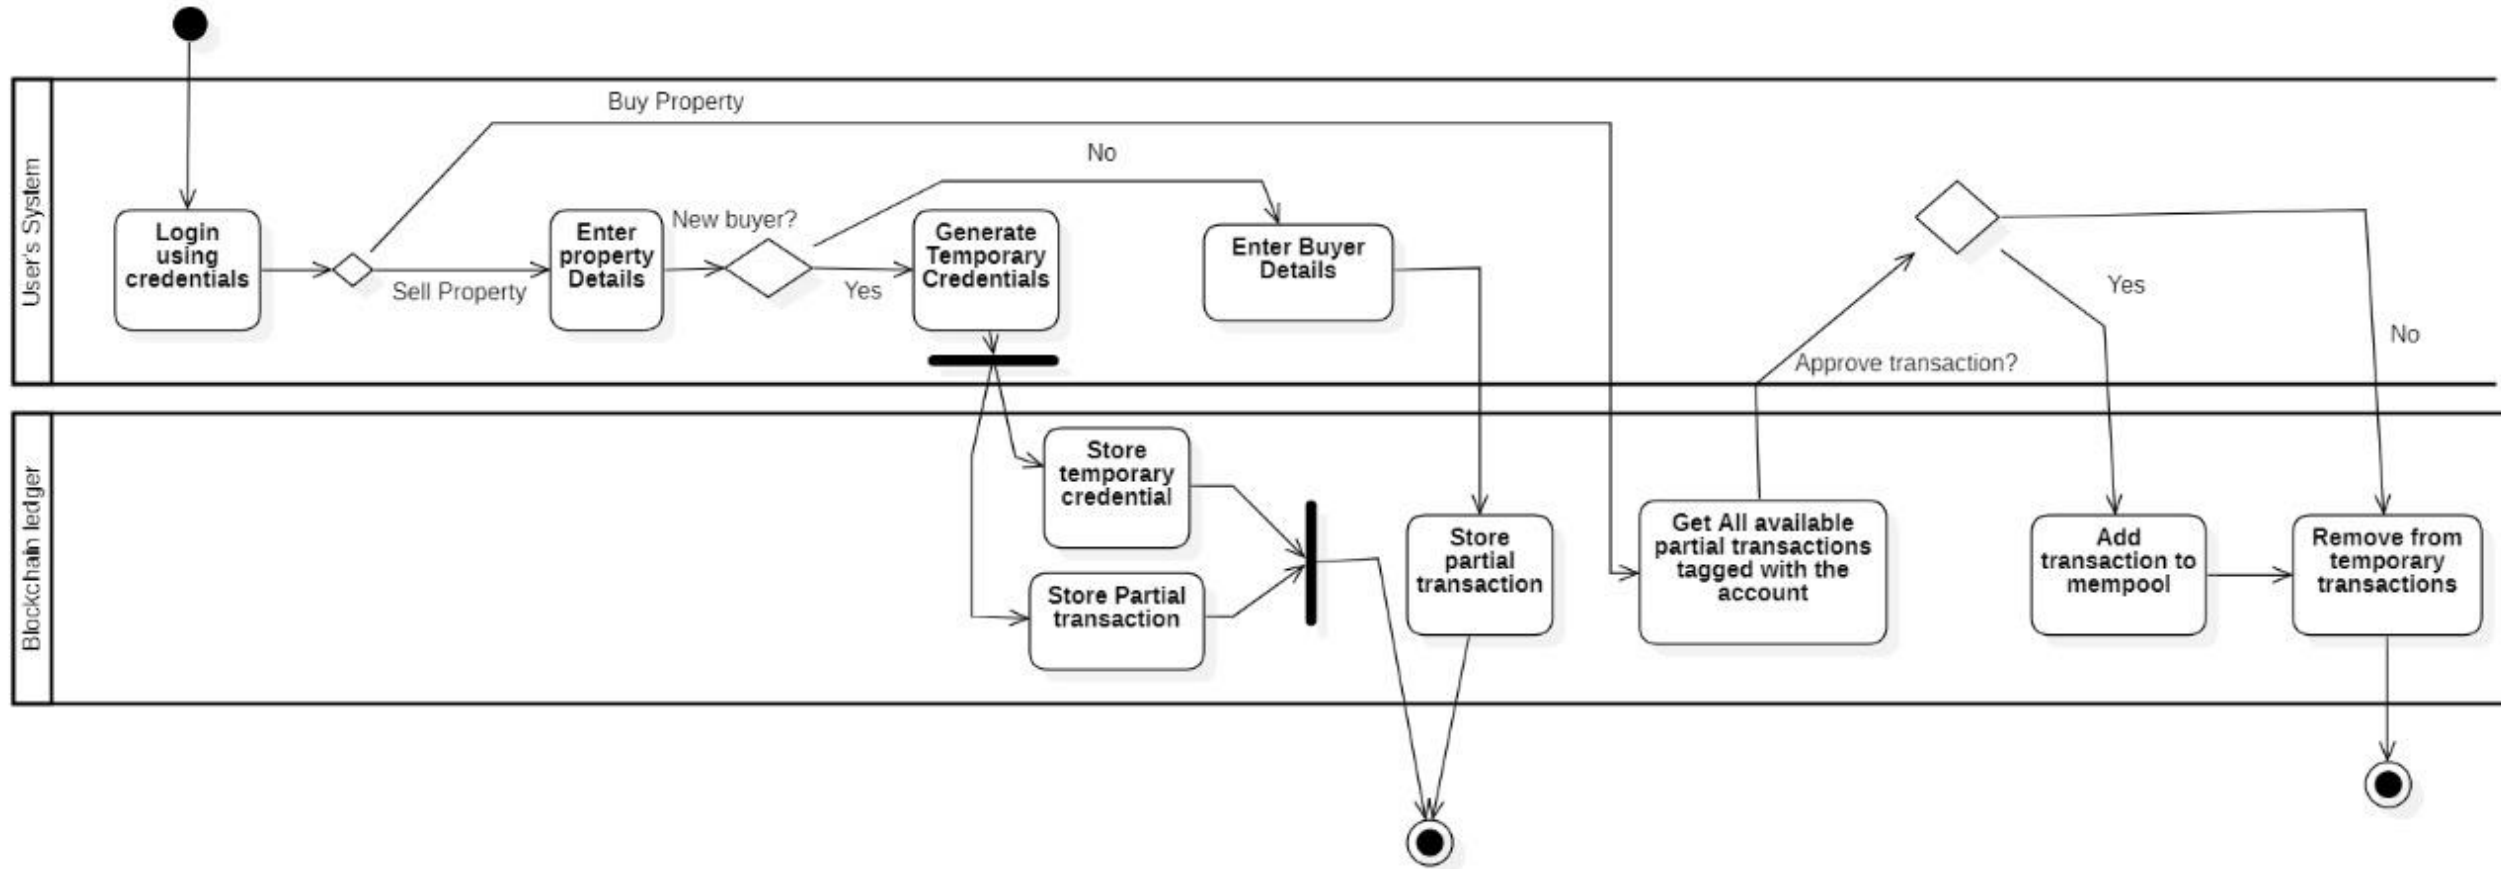 Buy Property
No
User's System
Login
using
credentials
Sell Property
Enter
property
Details
New buyer?
Yes
Generate
Temporary
Credentials
Enter Buyer
Details
Approve transaction?
Yes
No
Blockchain ledger
Store
temporary
credential
Store Partial
transaction
Store
partial
transaction
Get All available
partial transactions
tagged with the
account
Add
transaction to
mempool
Remove from
temporary
transactions